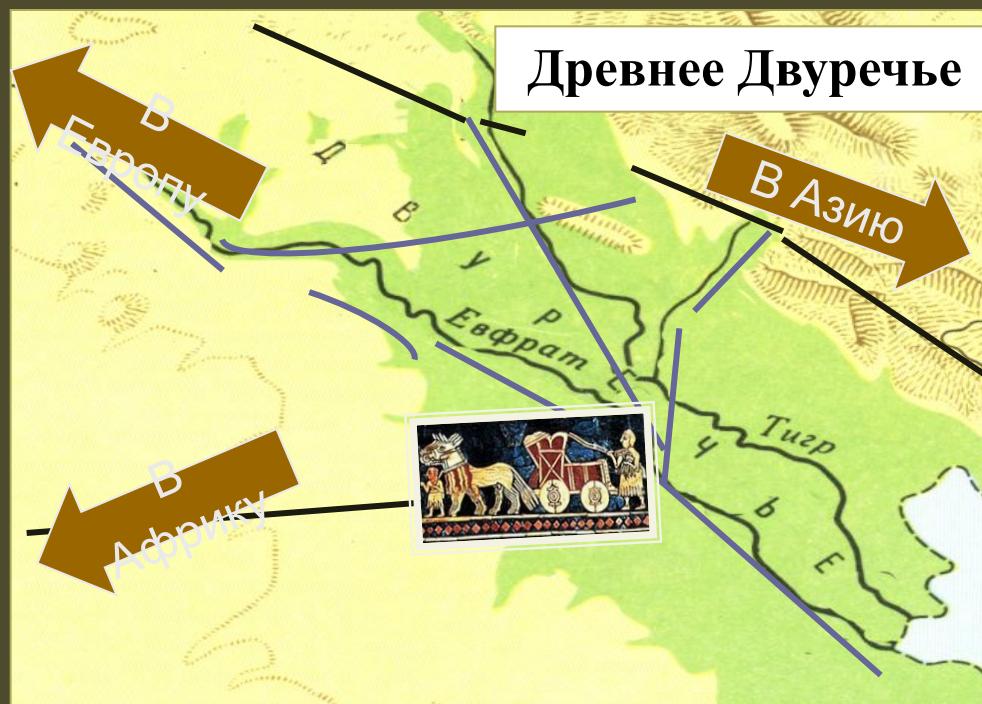 Древнее Двуречье
В
Европу
В Азию
Д в у р Е ч ь Е
Евфрат
Тигр
В
Африку